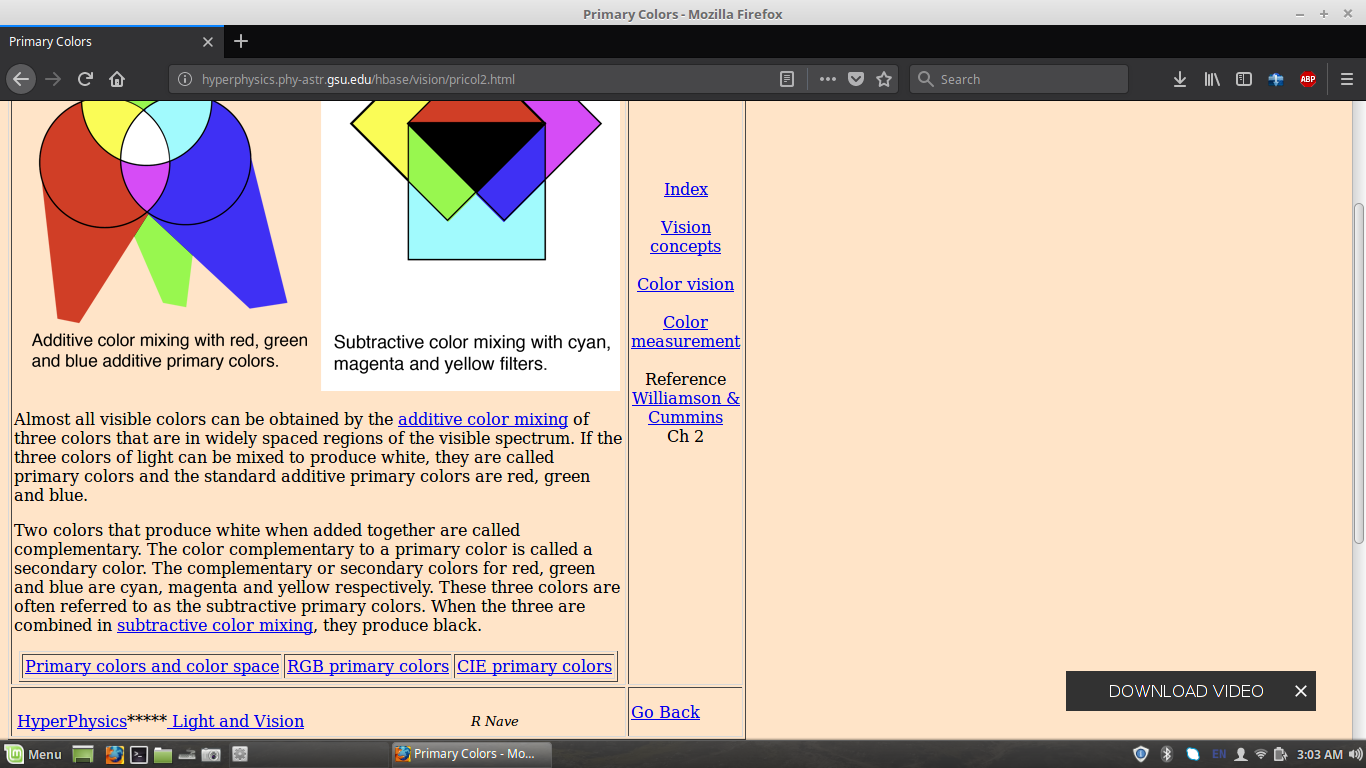 Primary Colors - Mozilla Firefox
Primary Colors
hyperphysics.phy-astr.gsu.edu/hbase/vision/pricol2.html
Search
ABP
Additive color mixing with red, green
and blue additive primary colors.
Subtractive color mixing with cyan,
magenta and yellow filters.
Almost all visible colors can be obtained by the additive color mixing of
three colors that are in widely spaced regions of the visible spectrum. If the
three colors of light can be mixed to produce white, they are called
primary colors and the standard additive primary colors are red, green
and blue.
Two colors that produce white when added together are called
complementary. The color complementary to a primary color is called a
secondary color. The complementary or secondary colors for red, green
and blue are cyan, magenta and yellow respectively. These three colors are
often referred to as the subtractive primary colors. When the three are
combined in subtractive color mixing, they produce black.
Primary colors and color space RGB primary colors CIE primary colors
Index
Vision
concepts
Color vision
Color
measurement
Reference
Williamson &
Cummins
Ch 2
HyperPhysics***** Light and Vision R Nave
Go Back
DOWNLOAD VIDEO
Menu
Primary Colors - Mo...
EN
3:03 AM